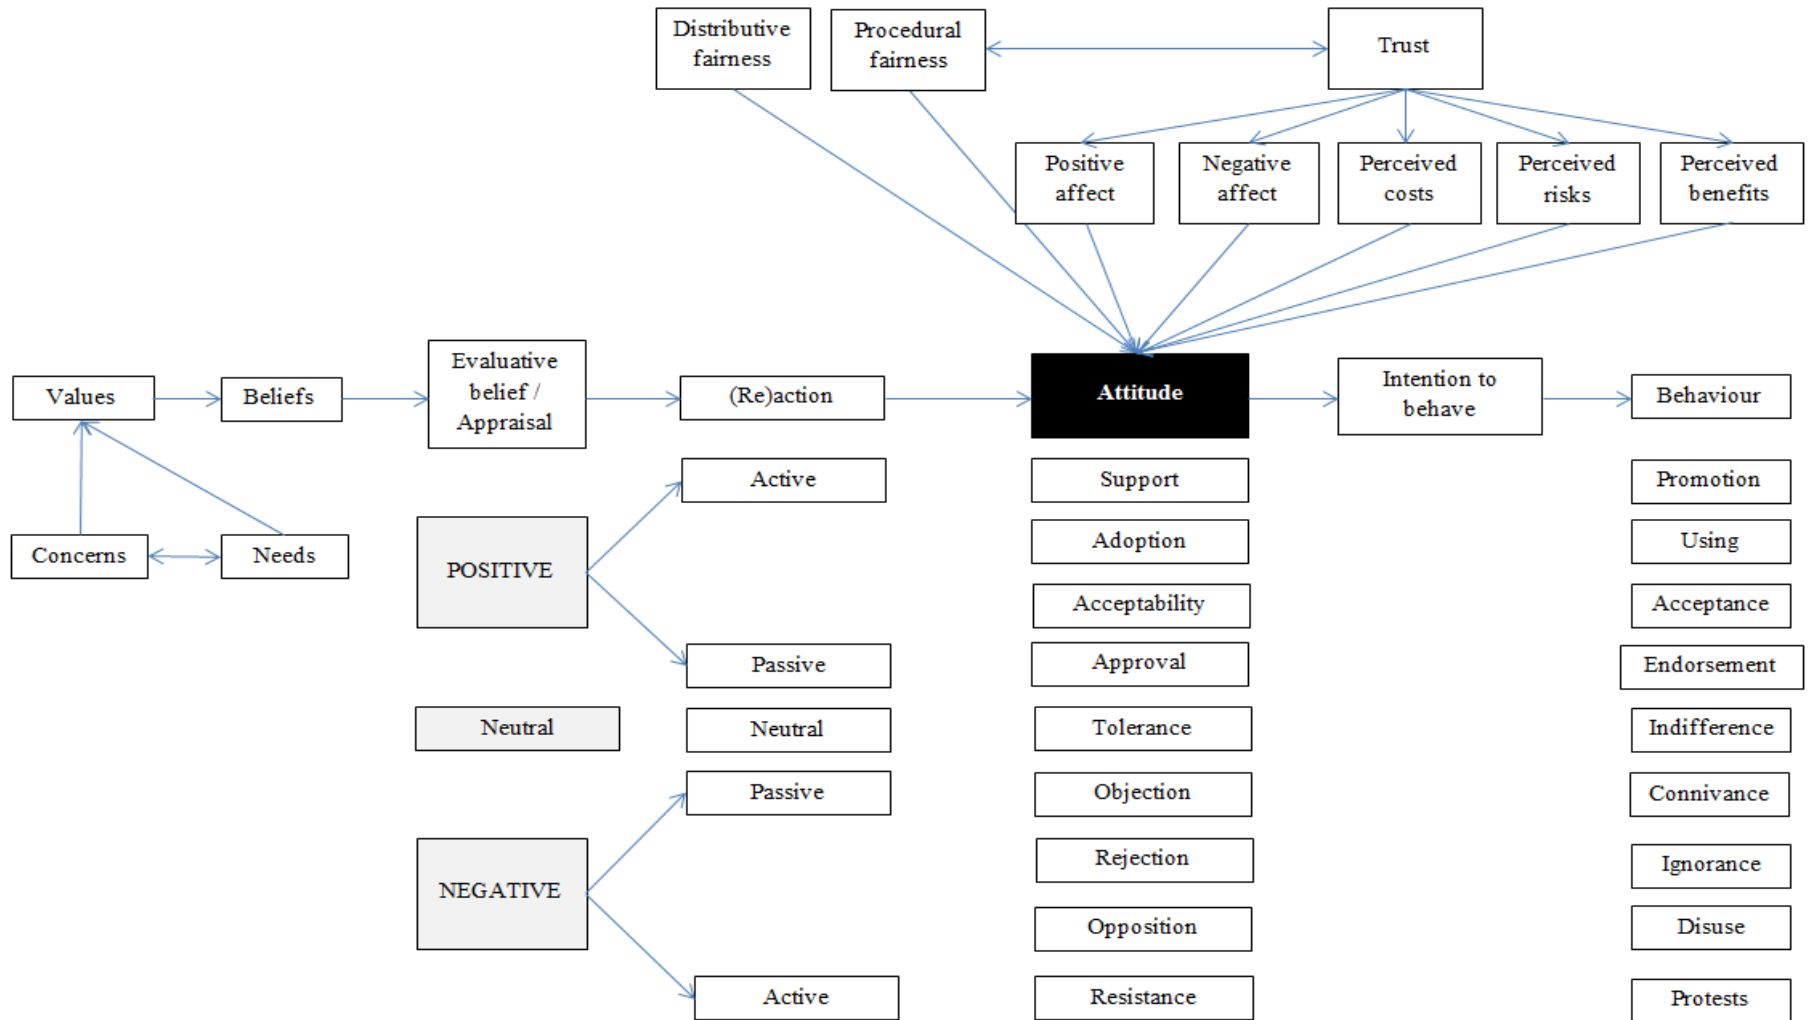 Distributive
fairness
Procedural
fairness
Trust
Positive
affect
Negative
affect
Perceived
costs
Perceived
risks
Perceived
benefits
Values
Beliefs
Evaluative
belief /
Appraisal
(Re)action
Attitude
Intention to
behave
Behaviour
Concerns
Needs
POSITIVE
Active
Support
Promotion
Adoption
Using
Acceptability
Acceptance
Passive
Approval
Endorsement
Neutral
Neutral
Tolerance
Indifference
NEGATIVE
Passive
Objection
Connivance
Rejection
Ignorance
Opposition
Disuse
Active
Resistance
Protests